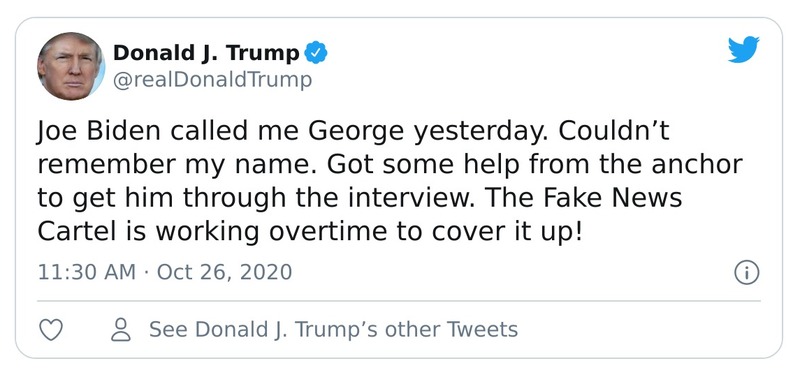 Donald J. Trump
@realDonaldTrump
Joe Biden called me George yesterday. Couldn’t
remember my name. Got some help from the anchor
to get him through the interview. The Fake News
Cartel is working overtime to cover it up!
11:30 AM · Oct 26, 2020
See Donald J. Trump’s other Tweets